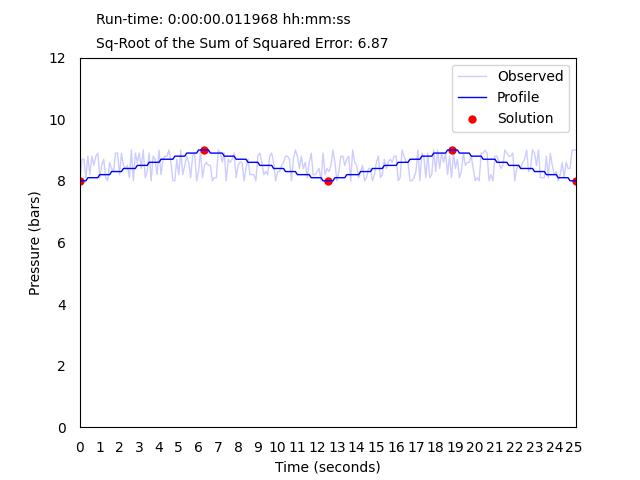 Run-time: 0:00:00.011968 hh:mm:ss
Sq-Root of the Sum of Squared Error: 6.87
Observed
Profile
Solution
12
10
8
6
4
2
0
Pressure (bars)
0 1 2 3 4 5 6 7 8 9 10 11 12 13 14 15 16 17 18 19 20 21 22 23 24 25
Time (seconds)